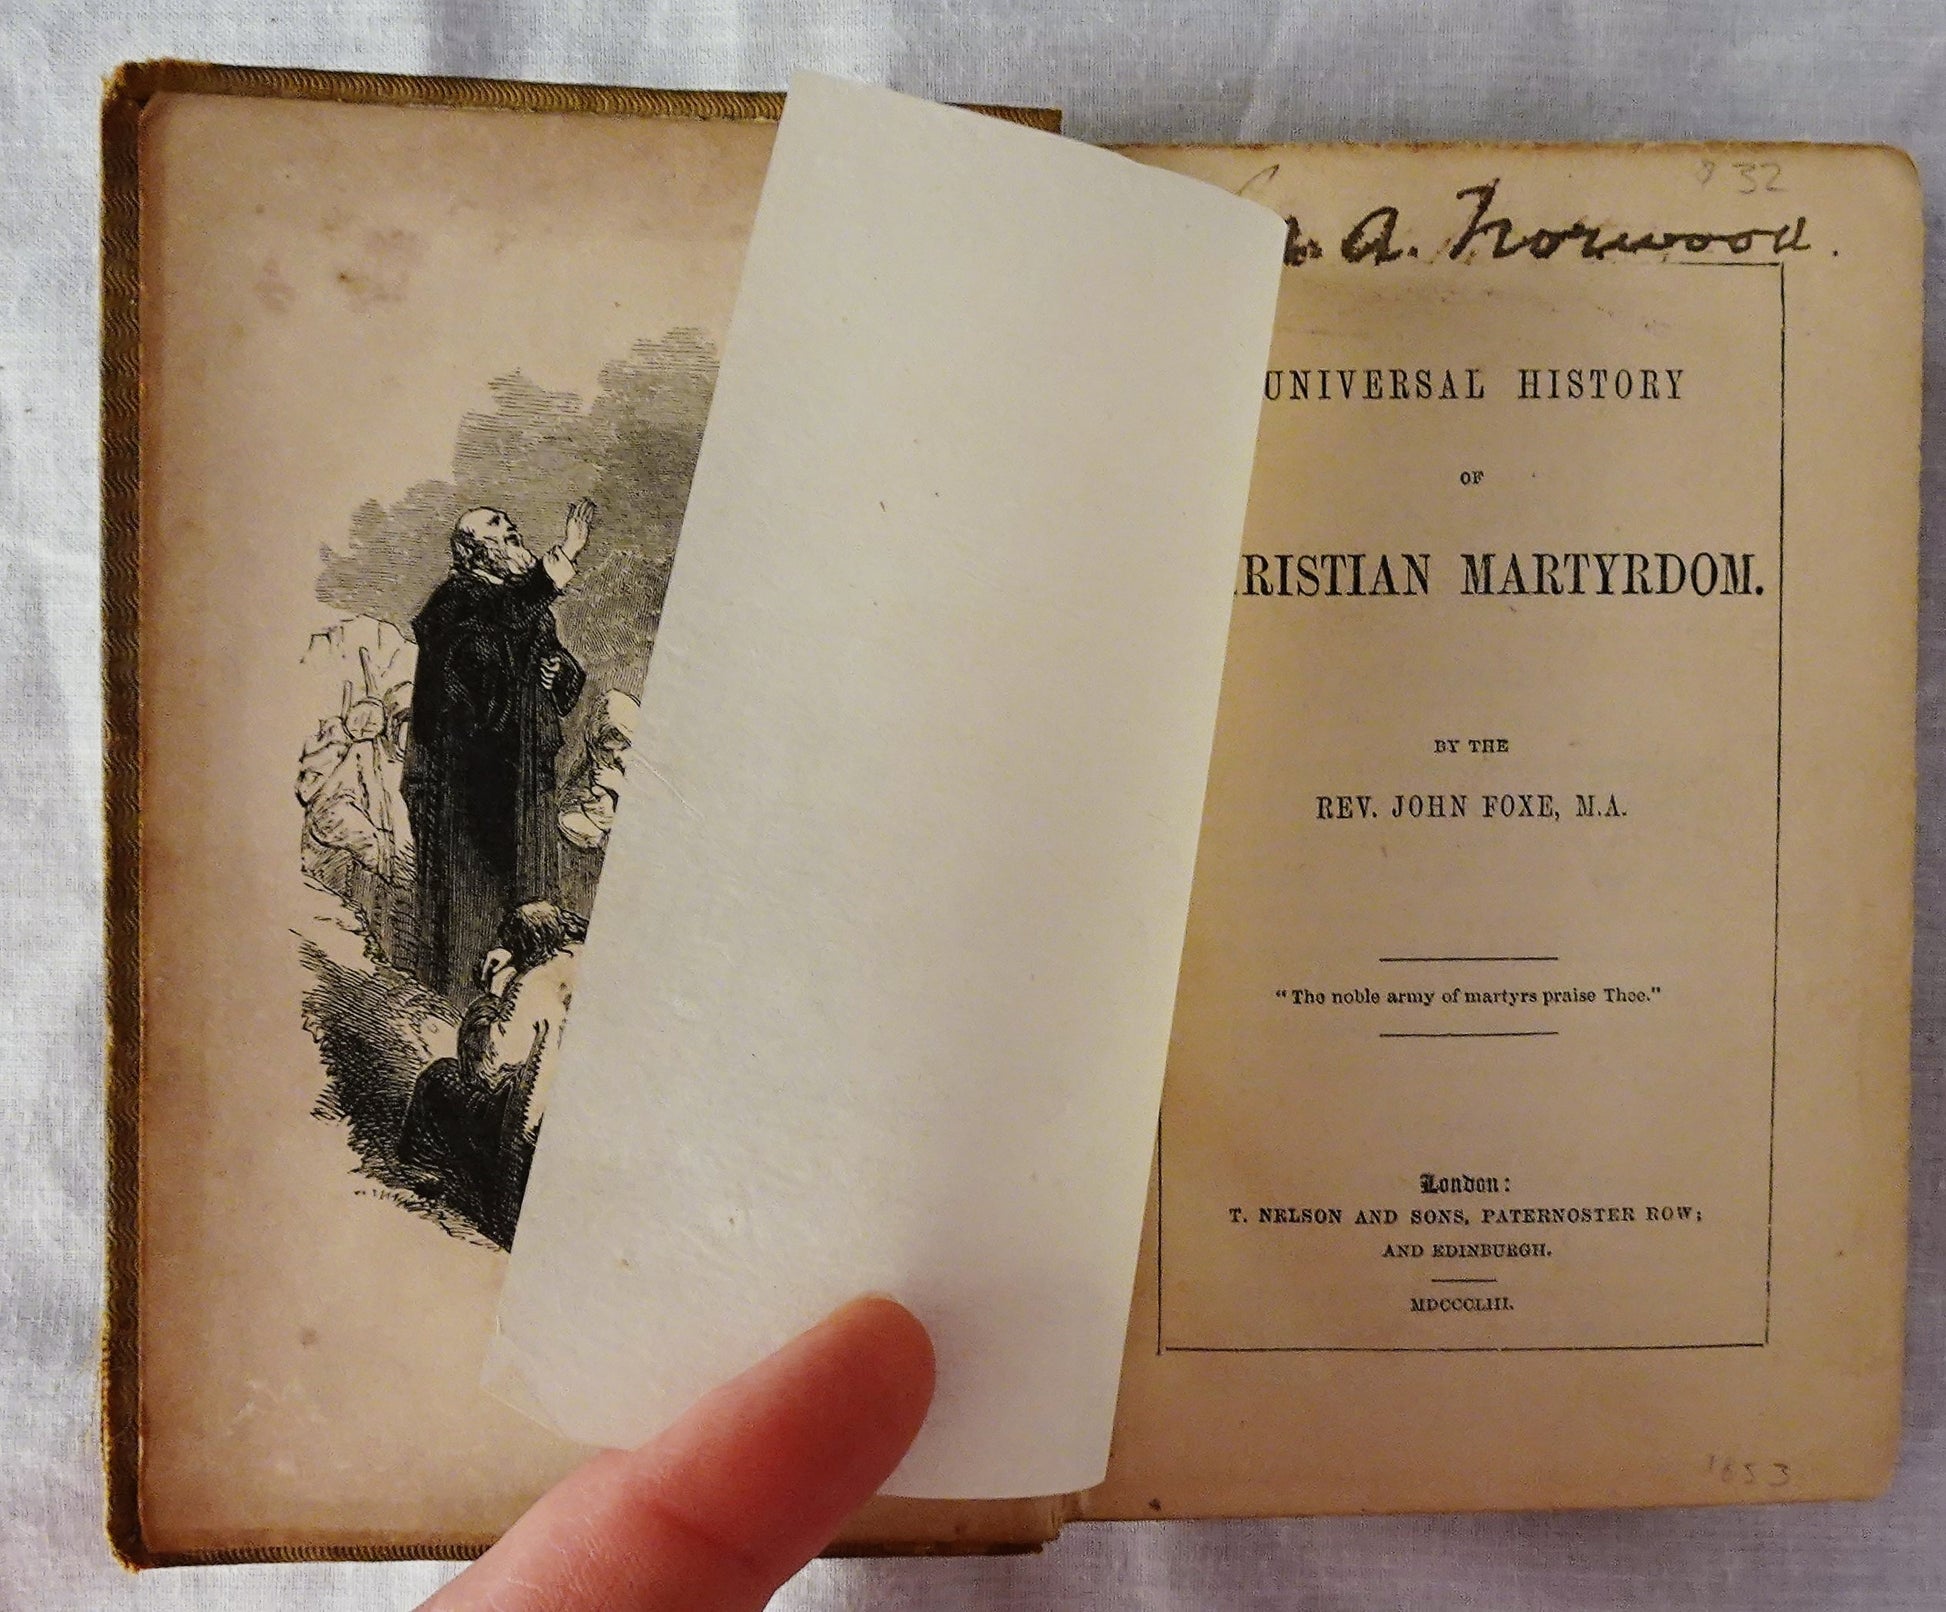 $32
A. Norwood.
UNIVERSAL HISTORY
OF
RISTIAN MARTYRDOM.
BY THE
REV. JOHN FOXE, M.A.
"The noble army of martyrs praise Thee."
London:
T. NELSON AND SONS, PATERNOSTER ROW;
AND EDINBURGH.
MDCCCLIII.
1853